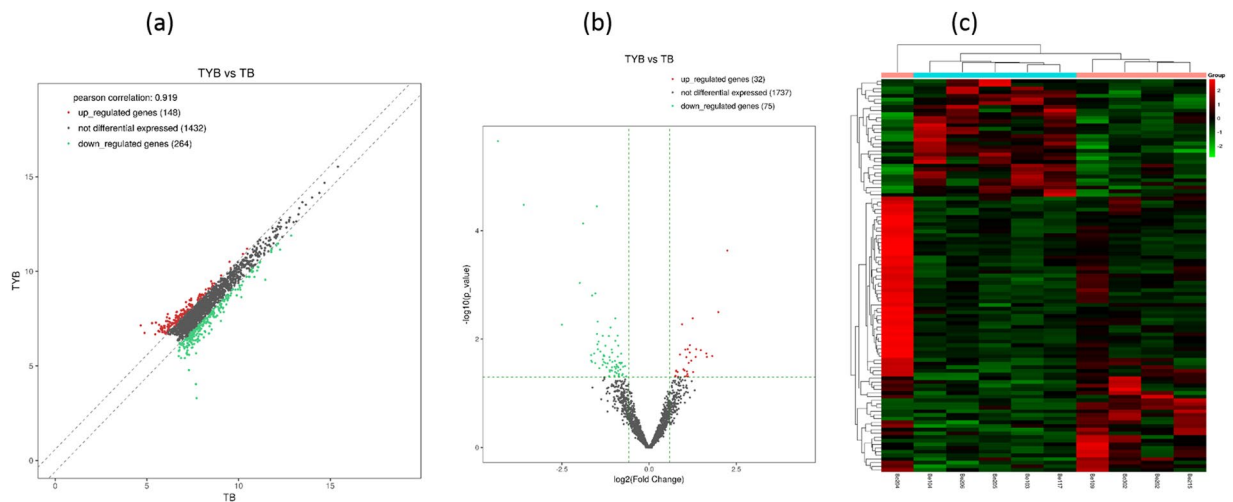 (a)
(b)
(c)
TYB vs TB
pearson correlation: 0.919
up_regulated genes (148)
not differential expressed (1432)
down_regulated genes (264)
15
10
5
0
TYB
0
5
10
15
TB
TYB vs TB
up_regulated genes (32)
not differential expressed (1737)
down_regulated genes (75)
4
2
0
-log10(p_value)
-2.5
0.0
2.5
log2(Fold Change)
Group
2
1
0
-1
-2